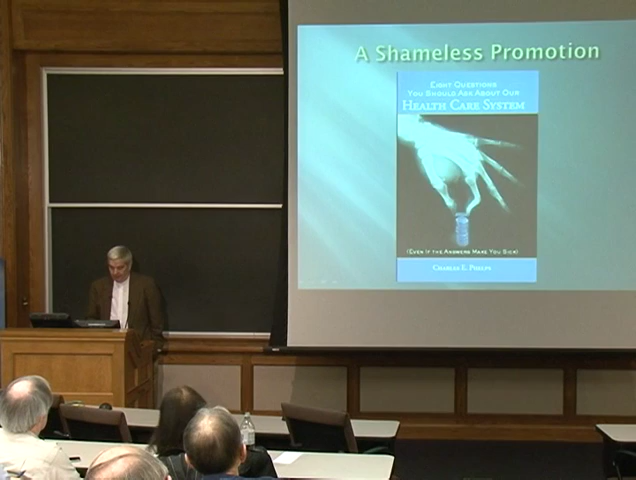 A Shameless Promotion
Eight Questions
You Should Ask About Our
Health Care System
(Even If the Answers Make You Sick)
Charles E. Phelps